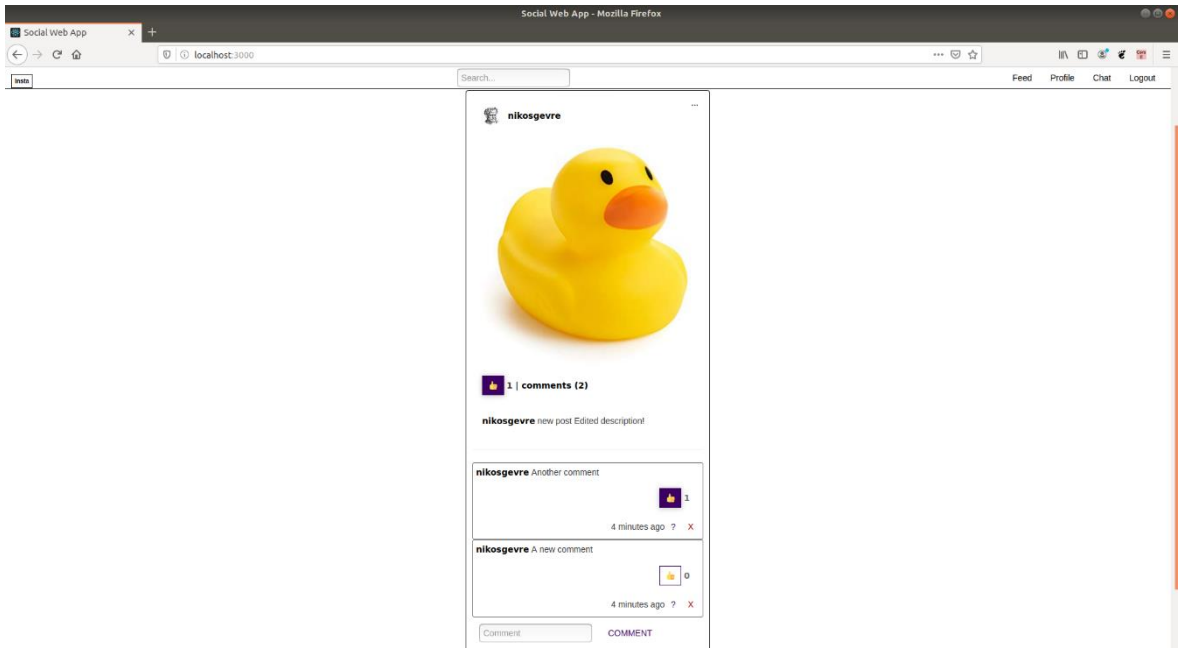 Social Web App - Mozilla Firefox
Social Web App
localhost:3000
Insta
Search...
Feed Profile Chat Logout
nikosgevre
...
1 | comments (2)
nikosgevre new post Edited description!
nikosgevre Another comment
1
4 minutes ago ? X
nikosgevre A new comment
0
4 minutes ago ? X
Comment COMMENT